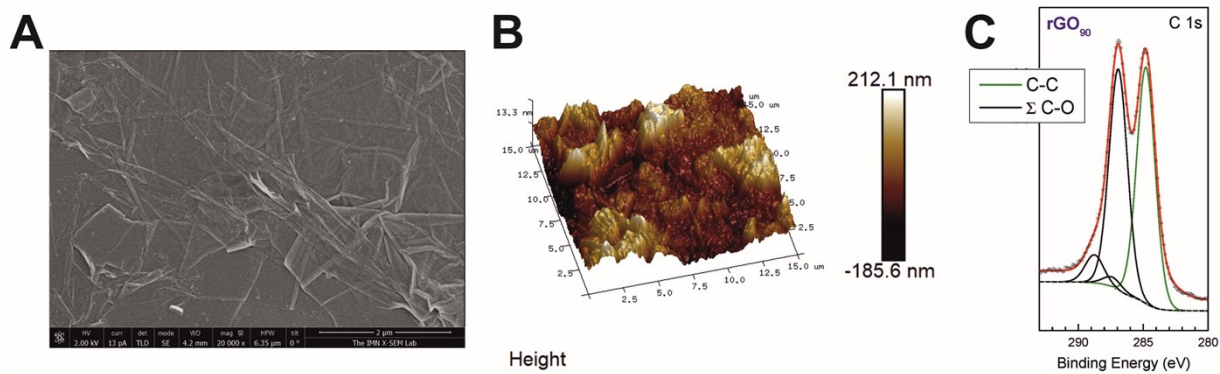 A
HV curr det mode WD mag HFW tilt 2 µm
2.00 kV 13 pA TLD SE 4.2 mm 20 000 x 6.35 µm 0 ° The IMN X-SEM Lab
B
13.3 nm
15.0 um
12.5
10.0
7.5
5.0
2.5
2.5
5.0
7.5
10.0
12.5
15.0 um
um
15.0 um
12.5
0.0
7.5
5.0
2.5
Height
212.1 nm
-185.6 nm
C
rGO90 C 1s
C-C
Σ C-O
290 285 280
Binding Energy (eV)